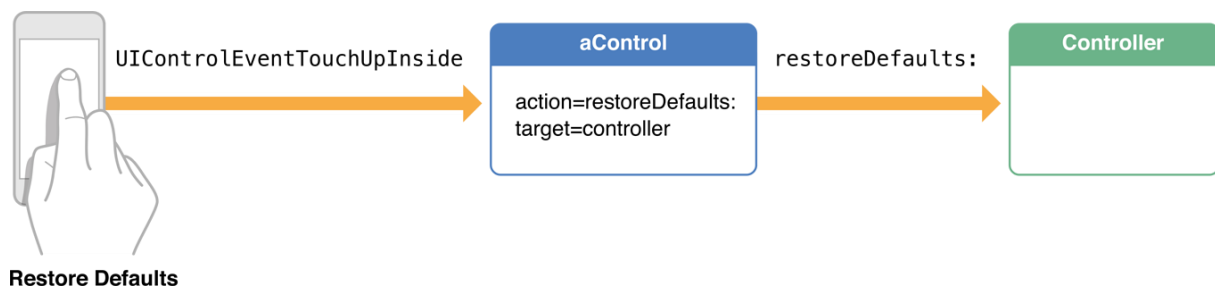 UIControlEventTouchUpInside
aControl
action=restoreDefaults:
target=controller
restoreDefaults:
Controller
Restore Defaults